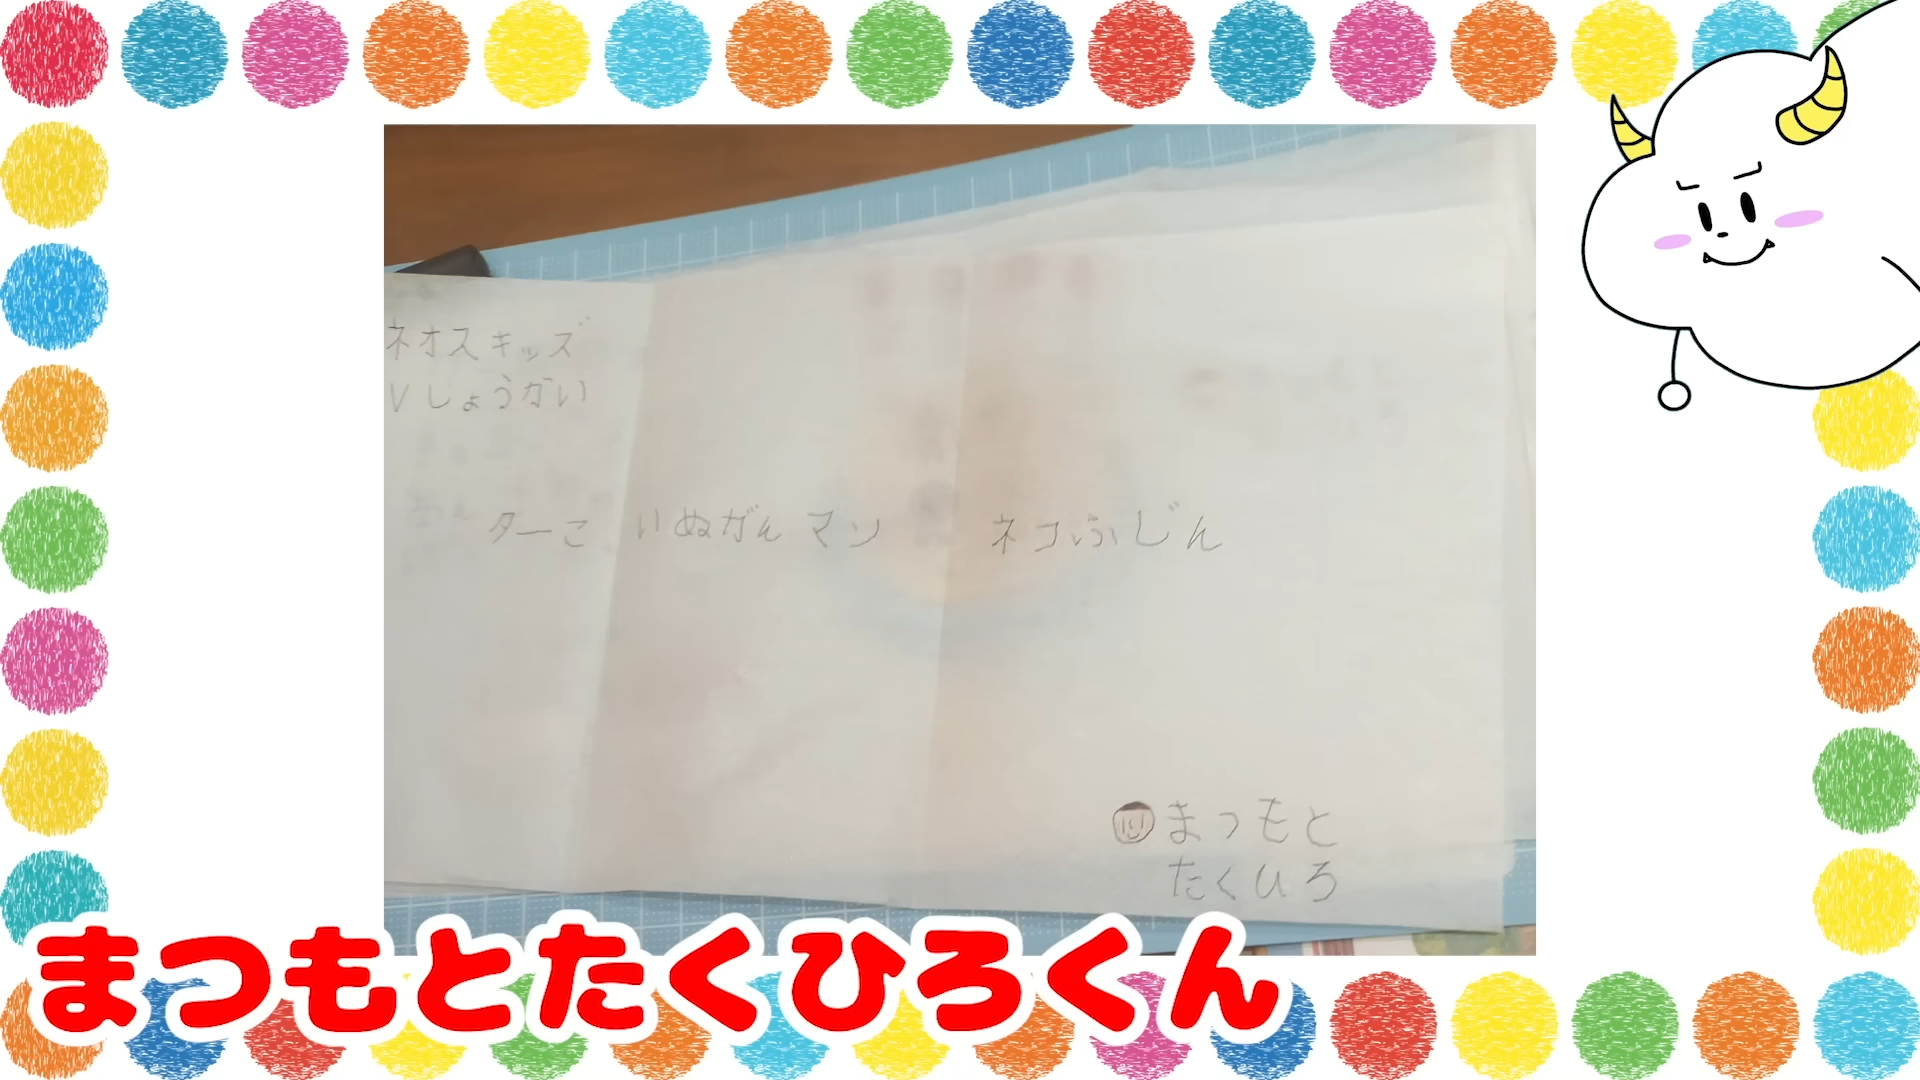 ネオスキッズ
Vしょうかい
ターこ いぬがんマン ネコふじん
まつもと
たくひろ
まつもとたくひろくん